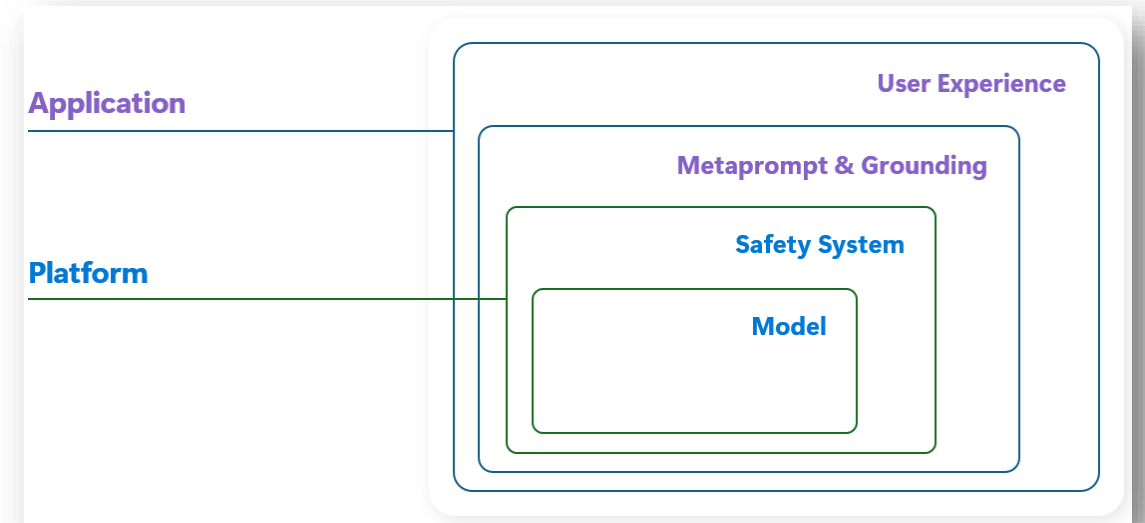 Application
User Experience
Metaprompt & Grounding
Safety System
Platform
Model